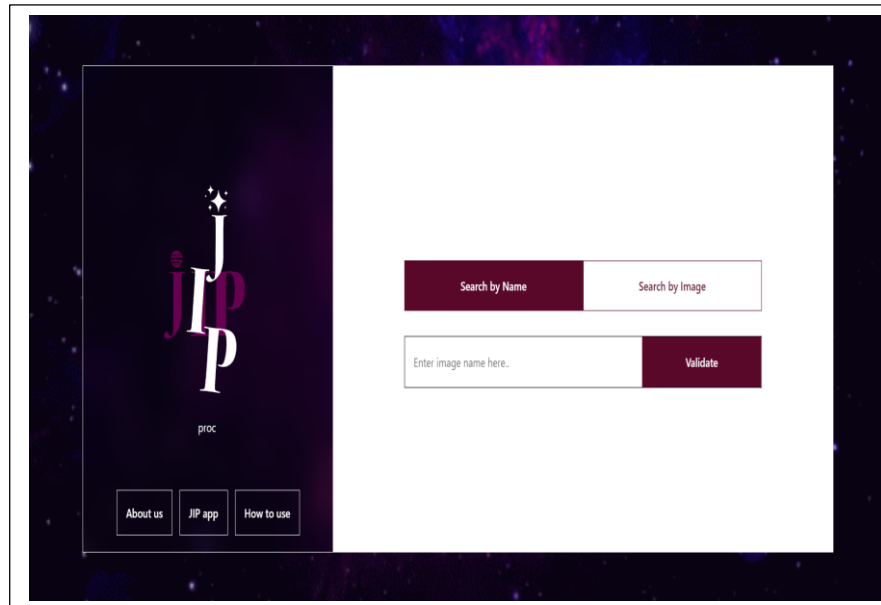 jIP
jIP
proc
About us
JIP app
How to use
Search by Name
Search by Image
Enter image name here..
Validate